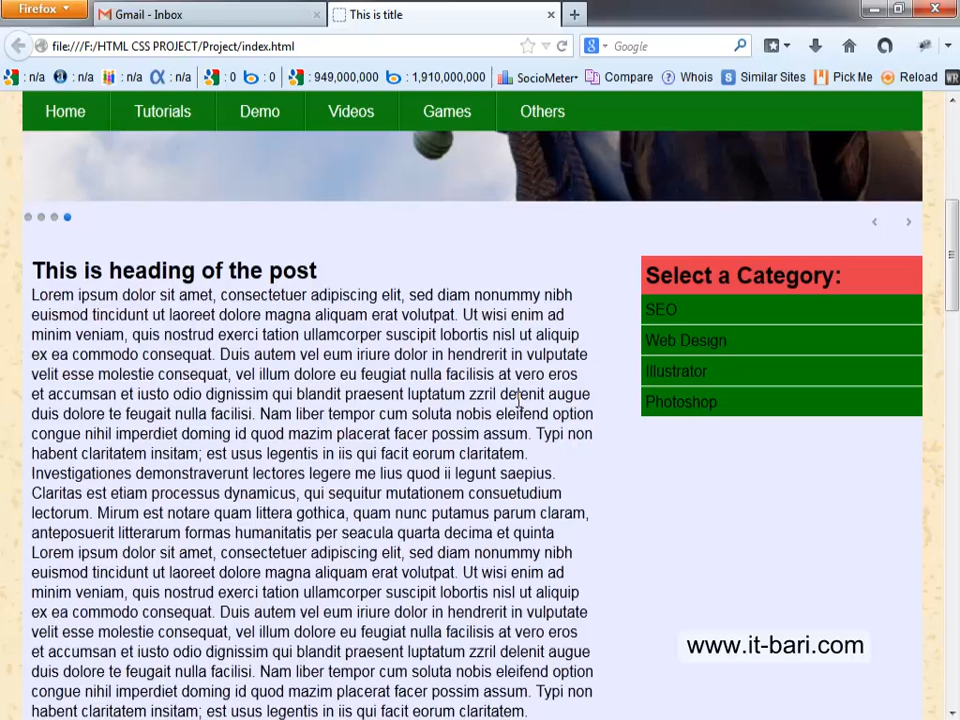 Firefox
Gmail - Inbox
This is title
file:///F:/HTML CSS PROJECT/Project/index.html
Google
: n/a : n/a : n/a : n/a : 0 : 0 : 949,000,000 : 1,910,000,000 SocioMeter Compare Whois Similar Sites Pick Me Reload WR
Home Tutorials Demo Videos Games Others
This is heading of the post
Lorem ipsum dolor sit amet, consectetuer adipiscing elit, sed diam nonummy nibh
euismod tincidunt ut laoreet dolore magna aliquam erat volutpat. Ut wisi enim ad
minim veniam, quis nostrud exerci tation ullamcorper suscipit lobortis nisl ut aliquip
ex ea commodo consequat. Duis autem vel eum iriure dolor in hendrerit in vulputate
velit esse molestie consequat, vel illum dolore eu feugiat nulla facilisis at vero eros
et accumsan et iusto odio dignissim qui blandit praesent luptatum zzril delenit augue
duis dolore te feugait nulla facilisi. Nam liber tempor cum soluta nobis eleifend option
congue nihil imperdiet doming id quod mazim placerat facer possim assum. Typi non
habent claritatem insitam; est usus legentis in iis qui facit eorum claritatem.
Investigationes demonstraverunt lectores legere me lius quod ii legunt saepius.
Claritas est etiam processus dynamicus, qui sequitur mutationem consuetudium
lectorum. Mirum est notare quam littera gothica, quam nunc putamus parum claram,
anteposuerit litterarum formas humanitatis per seacula quarta decima et quinta
Lorem ipsum dolor sit amet, consectetuer adipiscing elit, sed diam nonummy nibh
euismod tincidunt ut laoreet dolore magna aliquam erat volutpat. Ut wisi enim ad
minim veniam, quis nostrud exerci tation ullamcorper suscipit lobortis nisl ut aliquip
ex ea commodo consequat. Duis autem vel eum iriure dolor in hendrerit in vulputate
velit esse molestie consequat, vel illum dolore eu feugiat nulla facilisis at vero eros
et accumsan et iusto odio dignissim qui blandit praesent luptatum zzril delenit augue
duis dolore te feugait nulla facilisi. Nam liber tempor cum soluta nobis eleifend option
congue nihil imperdiet doming id quod mazim placerat facer possim assum. Typi non
habent claritatem insitam; est usus legentis in iis qui facit eorum claritatem.
Select a Category:
SEO
Web Design
Illustrator
Photoshop
www.it-bari.com